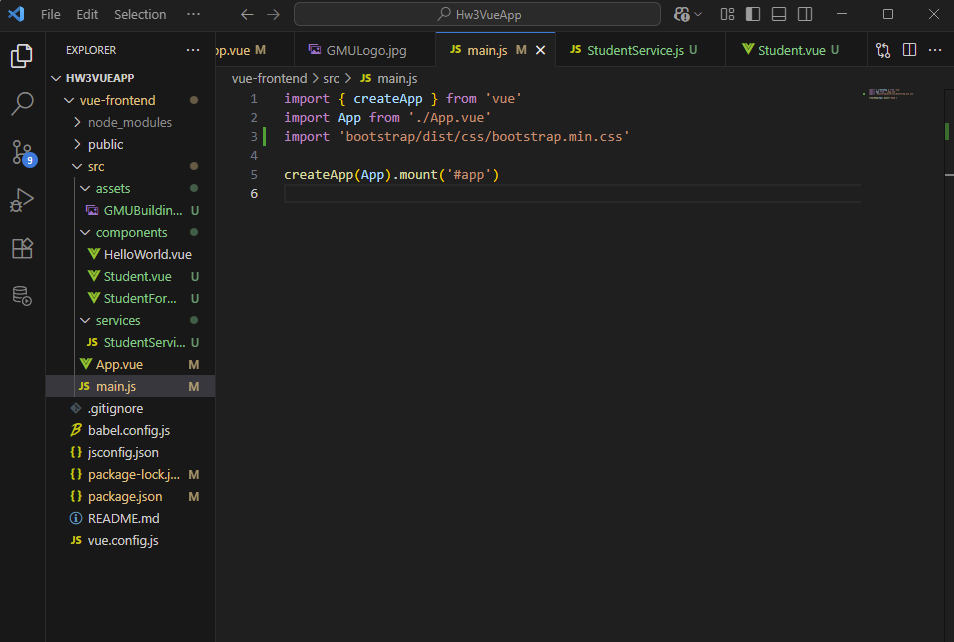 File Edit Selection ··· Hw3VueApp
EXPLORER ···
HW3VUEAPP
vue-frontend
node_modules
public
src
assets
GMUBuildin... U
components
HelloWorld.vue
Student.vue U
StudentFor... U
services
JS StudentServi... U
App.vue M
JS main.js M
.gitignore
babel.config.js
{} jsconfig.json
{} package-lock.j... M
{} package.json M
README.md
JS vue.config.js
9
pp.vue M GMULogo.jpg JS main.js M JS StudentService.js U Student.vue U ···
vue-frontend > src > JS main.js
1 import { createApp } from 'vue'
2 import App from './App.vue'
3 import 'bootstrap/dist/css/bootstrap.min.css'
4
5 createApp(App).mount('#app')
6